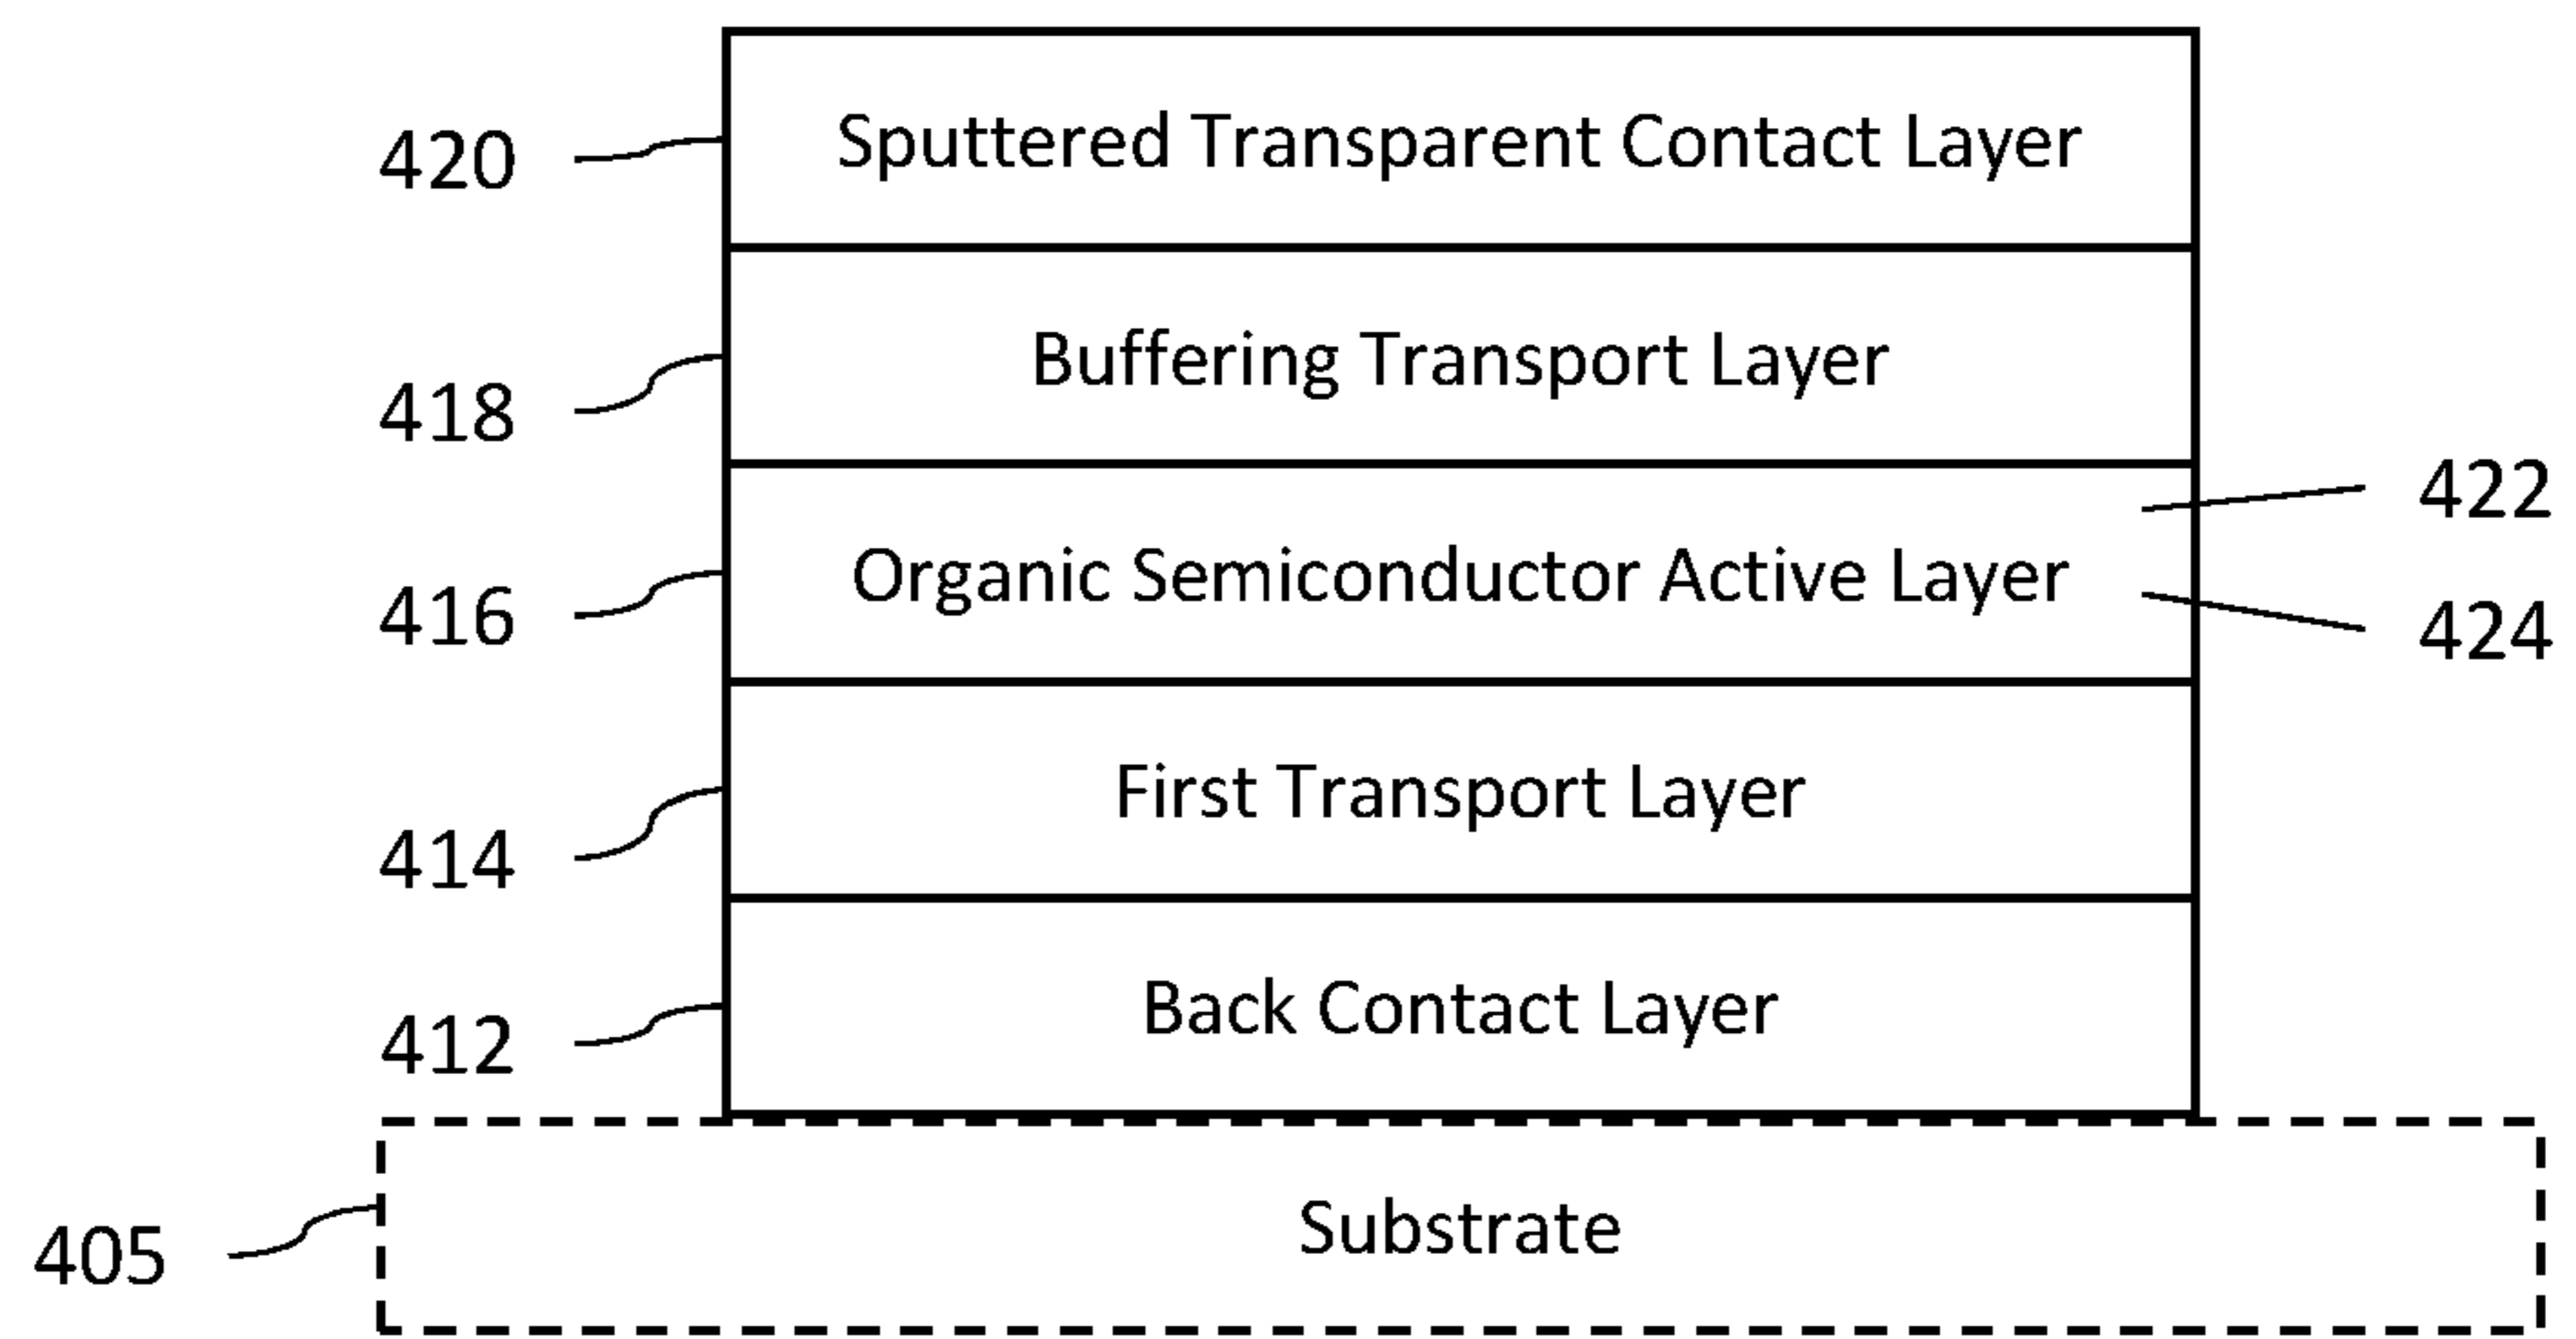 420 Sputtered Transparent Contact Layer
418 Buffering Transport Layer
422
416 Organic Semiconductor Active Layer
424
414 First Transport Layer
412 Back Contact Layer
405 Substrate